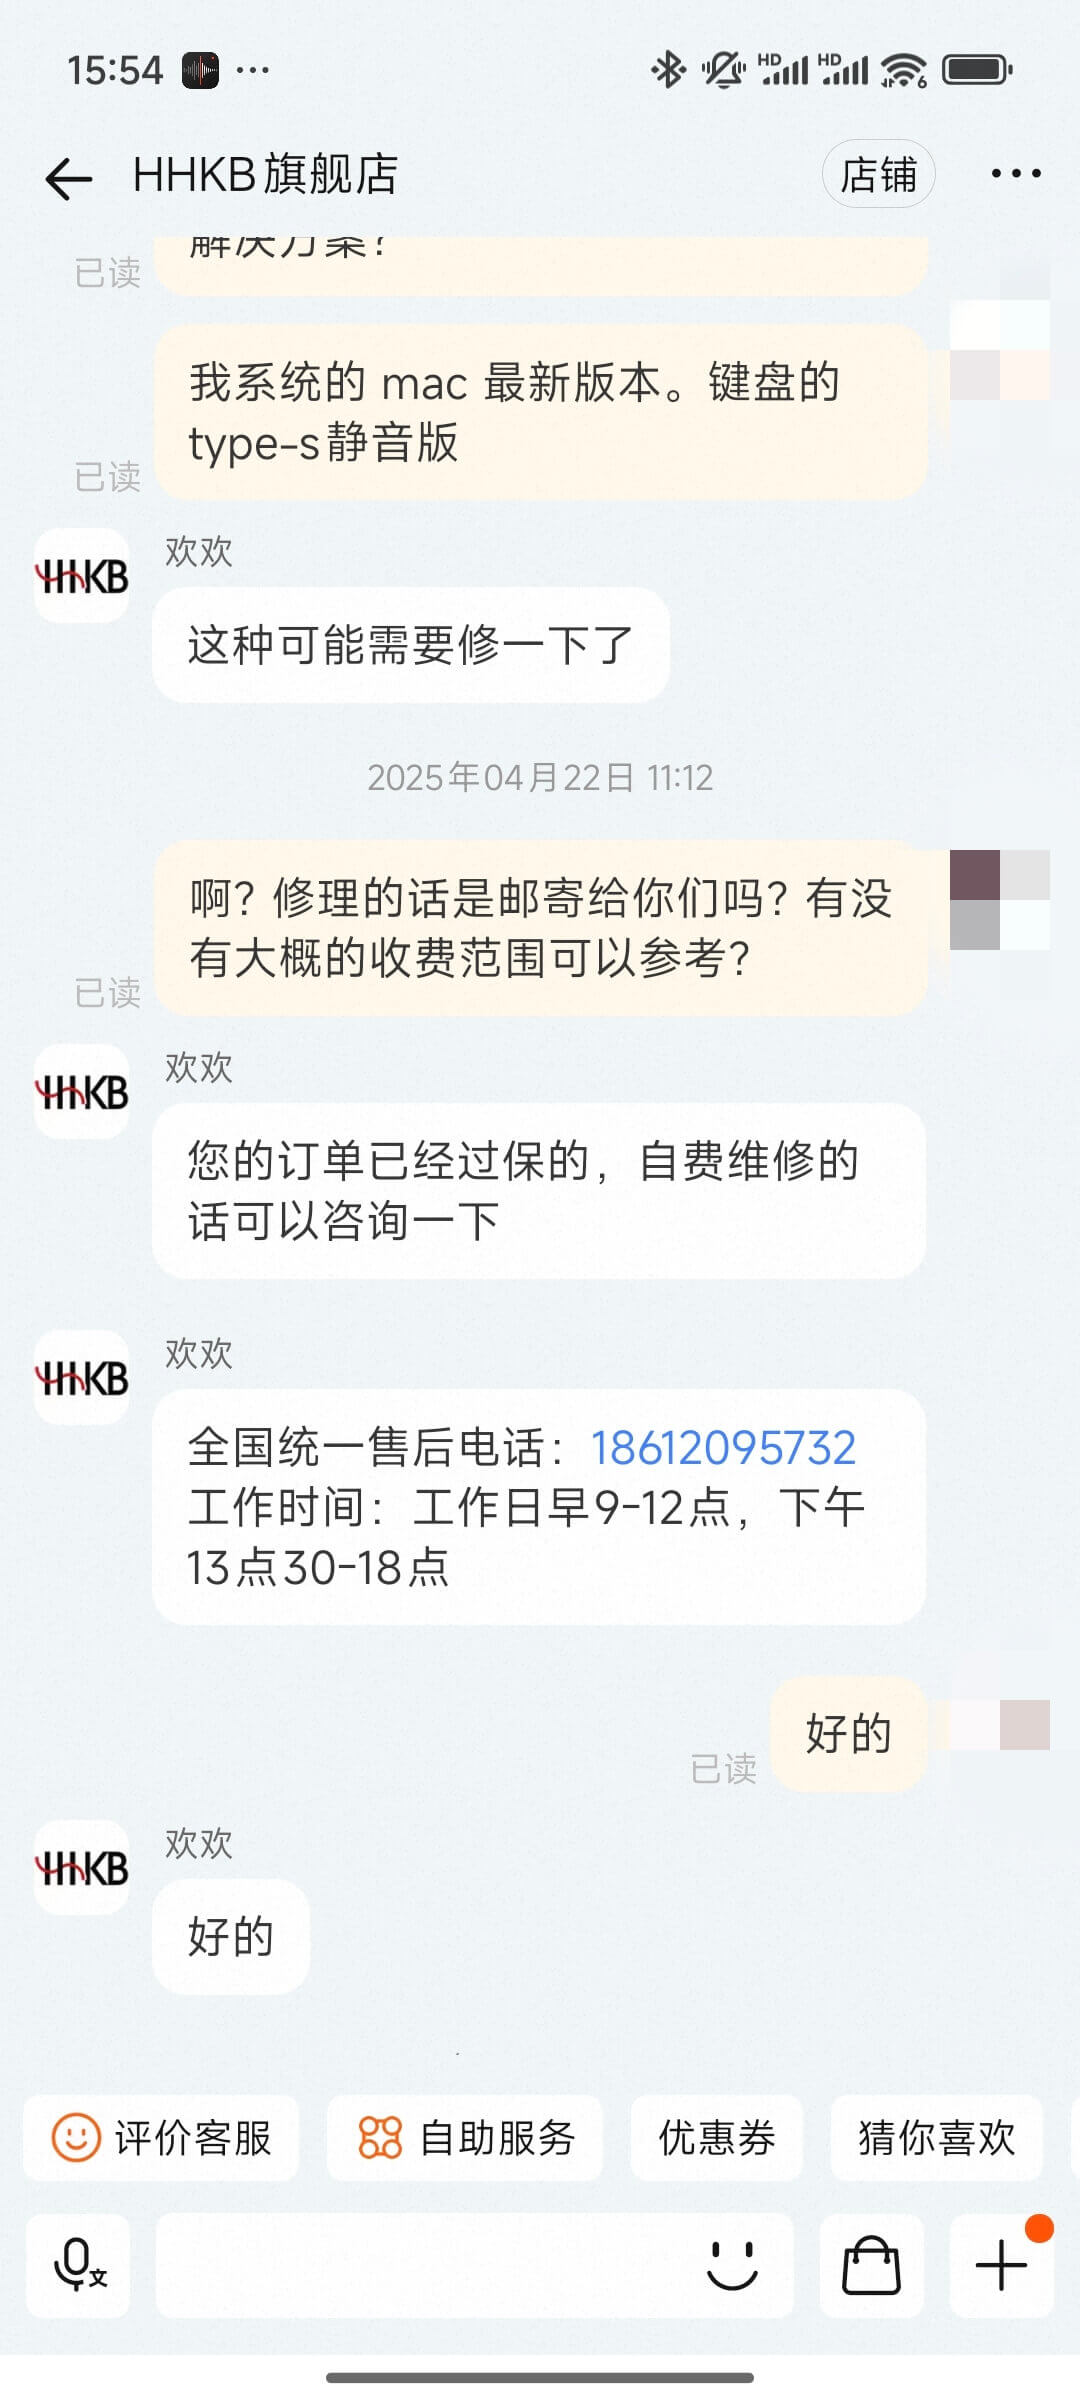 15:54
HD HD 6
HHKB旗舰店
店铺
解决方案?
已读
我系统的 mac 最新版本。键盘的
type-s静音版
已读
欢欢
HHKB
这种可能需要修一下了
2025年04月22日 11:12
啊? 修理的话是邮寄给你们吗? 有没
有大概的收费范围可以参考?
已读
欢欢
HHKB
您的订单已经过保的, 自费维修的
话可以咨询一下
欢欢
HHKB
全国统一售后电话: 18612095732
工作时间: 工作日早9-12点, 下午
13点30-18点
好的
已读
欢欢
HHKB
好的
评价客服
自助服务
优惠券
猜你喜欢
文